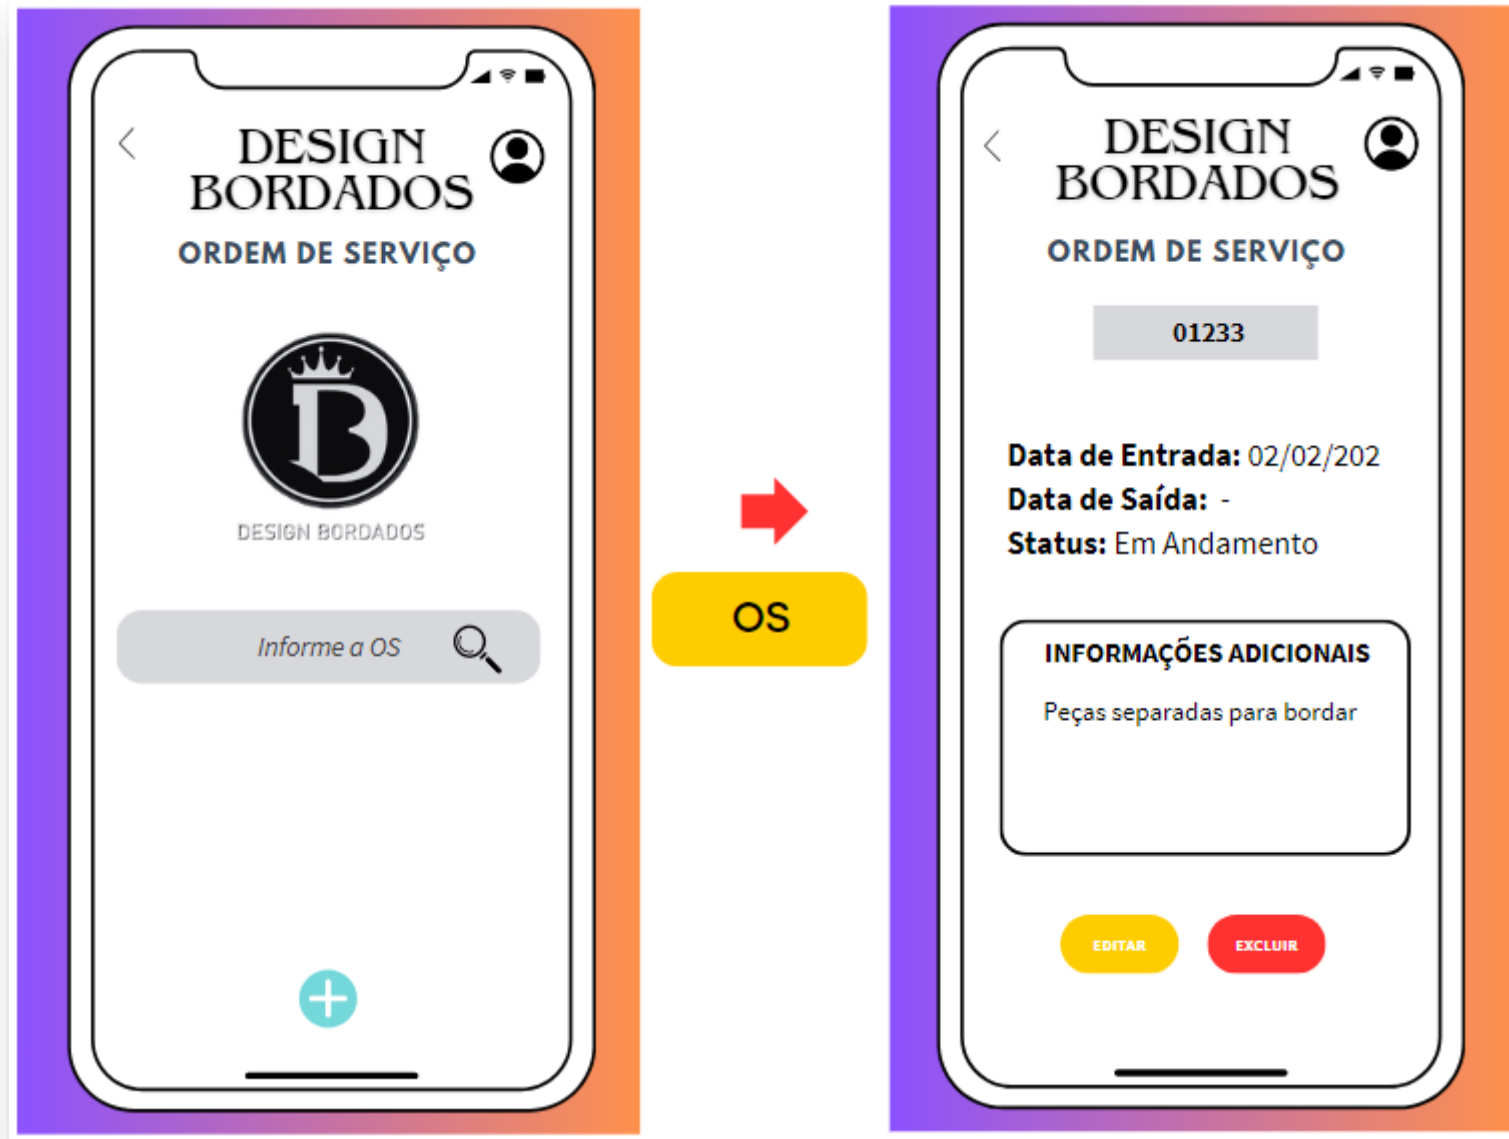 DESIGN
BORDADOS
ORDEM DE SERVIÇO
DESIGN BORDADOS
Informe a OS
OS
DESIGN
BORDADOS
ORDEM DE SERVIÇO
01233
Data de Entrada: 02/02/202
Data de Saída: -
Status: Em Andamento
INFORMAÇÕES ADICIONAIS
Peças separadas para bordar
EDITAR
EXCLUIR